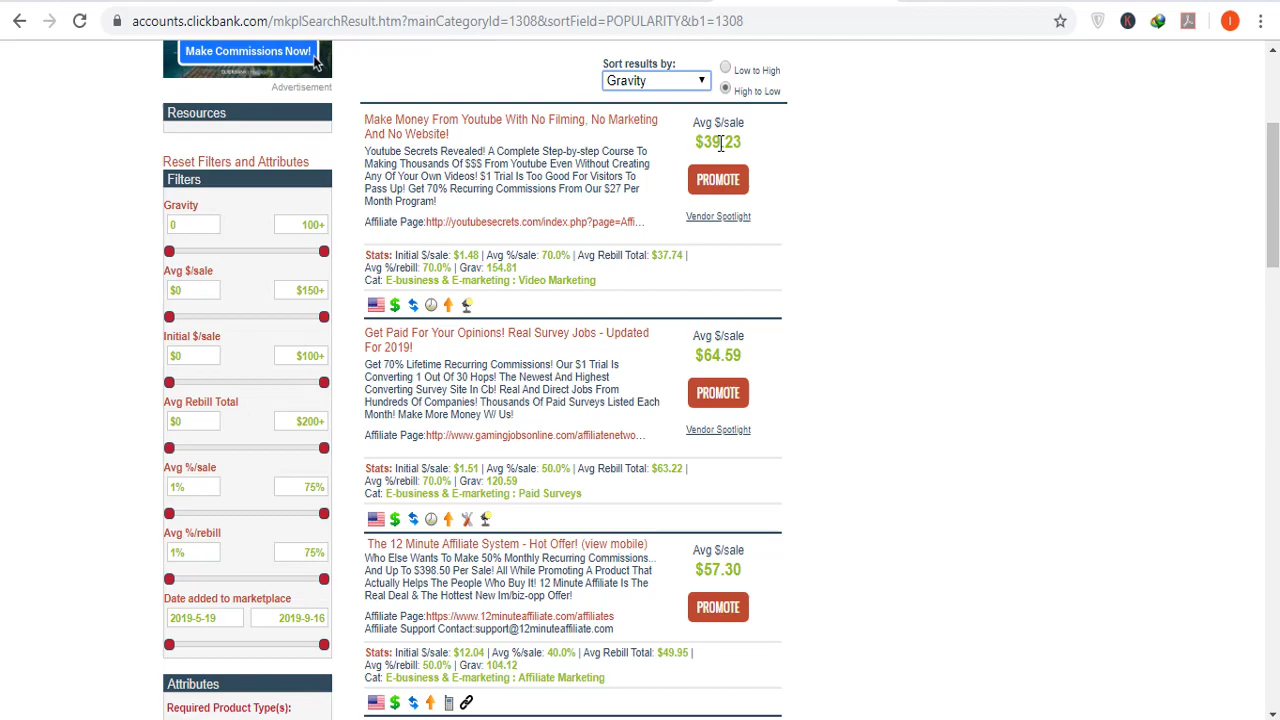 accounts.clickbank.com/mkplSearchResult.htm?mainCategoryId=1308&sortField=POPULARITY&b1=1308
K
I
Make Commissions Now!
Advertisement
Resources
Reset Filters and Attributes
Filters
Gravity
0 100+
Avg $/sale
$0 $150+
Initial $/sale
$0 $100+
Avg Rebill Total
$0 $200+
Avg %/sale
1% 75%
Avg %/rebill
1% 75%
Date added to marketplace
2019-5-19 2019-9-16
Attributes
Required Product Type(s):
Sort results by:
Gravity
Low to High
High to Low
Make Money From Youtube With No Filming, No Marketing
And No Website!
Youtube Secrets Revealed! A Complete Step-by-step Course To
Making Thousands Of $$$ From Youtube Even Without Creating
Any Of Your Own Videos! $1 Trial Is Too Good For Visitors To
Pass Up! Get 70% Recurring Commissions From Our $27 Per
Month Program!
Affiliate Page:http://youtubesecrets.com/index.php?page=Affi...
Avg $/sale
$39.23
PROMOTE
Vendor Spotlight
Stats: Initial $/sale: $1.48 | Avg %/sale: 70.0% | Avg Rebill Total: $37.74 |
Avg %/rebill: 70.0% | Grav: 154.81
Cat: E-business & E-marketing : Video Marketing
Get Paid For Your Opinions! Real Survey Jobs - Updated
For 2019!
Get 70% Lifetime Recurring Commissions! Our $1 Trial Is
Converting 1 Out Of 30 Hops! The Newest And Highest
Converting Survey Site In Cb! Real And Direct Jobs From
Hundreds Of Companies! Thousands Of Paid Surveys Listed Each
Month! Make More Money W/ Us!
Affiliate Page:http://www.gamingjobsonline.com/affiliatenetwo...
Avg $/sale
$64.59
PROMOTE
Vendor Spotlight
Stats: Initial $/sale: $1.51 | Avg %/sale: 50.0% | Avg Rebill Total: $63.22 |
Avg %/rebill: 70.0% | Grav: 120.59
Cat: E-business & E-marketing : Paid Surveys
The 12 Minute Affiliate System - Hot Offer! (view mobile)
Who Else Wants To Make 50% Monthly Recurring Commissions...
And Up To $398.50 Per Sale! All While Promoting A Product That
Actually Helps The People Who Buy It! 12 Minute Affiliate Is The
Real Deal & The Hottest New Im/biz-opp Offer!
Affiliate Page:https://www.12minuteaffiliate.com/affiliates
Affiliate Support Contact:support@12minuteaffiliate.com
Avg $/sale
$57.30
PROMOTE
Stats: Initial $/sale: $12.04 | Avg %/sale: 40.0% | Avg Rebill Total: $49.95 |
Avg %/rebill: 50.0% | Grav: 104.12
Cat: E-business & E-marketing : Affiliate Marketing